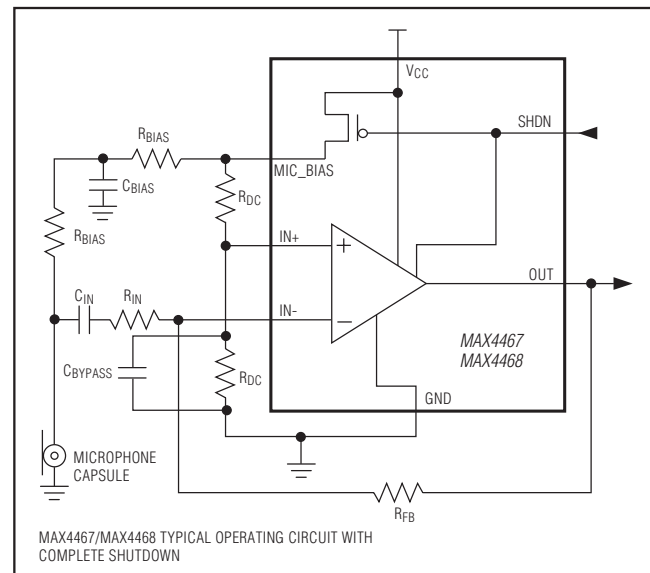 VCC
SHDN
RBIAS
MIC_BIAS
CBIAS
RDC
RBIAS
IN+
+
OUT
CIN
RIN
IN-
−
MAX4467
MAX4468
CBYPASS
RDC
GND
MICROPHONE
CAPSULE
RFB
MAX4467/MAX4468 TYPICAL OPERATING CIRCUIT WITH
COMPLETE SHUTDOWN